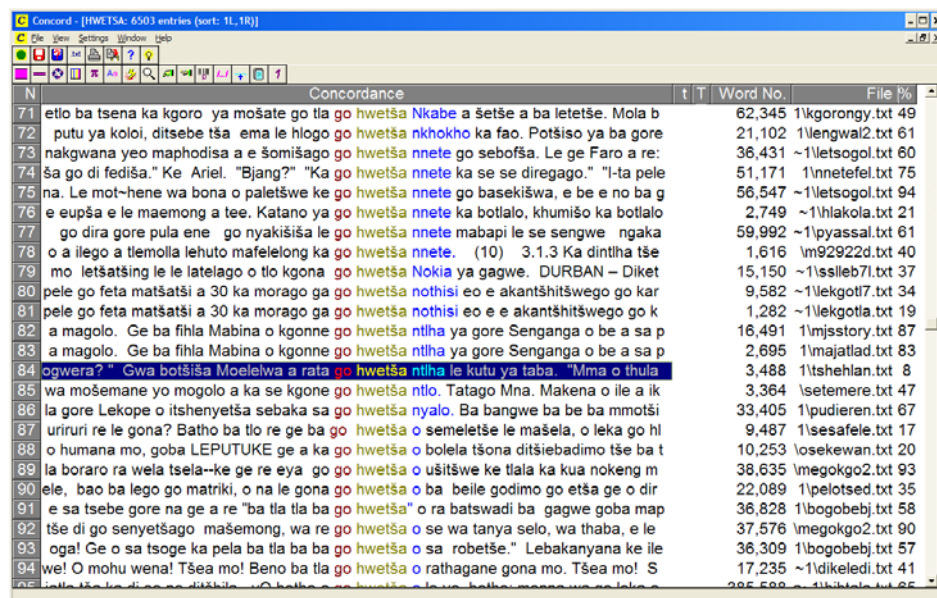 Concord - [HWETSA: 6503 entries (sort: 1L,1R)]
File View Settings Window Help
N Concordance t T Word No. File %
71 etlo ba tsena ka kgoro ya mošate go tla go hwetša Nkabe a šetše a ba letetše. Mola b 62,345 1\kgorongy.txt 49
72 putu ya koloi, ditsebe tša ema le hlogo go hwetša nkhokho ka fao. Potšiso ya ba gore 21,102 1\lengwal2.txt 61
73 nakgwana yeo maphodisa a e šomišago go hwetša nnete go sebofša. Le ge Faro a re: 36,431 ~1\letsogol.txt 60
74 ša go di fediša." Ke Ariel. "Bjang?" "Ka go hwetša nnete ka se se diregago." "I-ta pele 51,171 1\nnetefel.txt 75
75 na. Le mot~hene wa bona o paletšwe ke go hwetša nnete go basekišwa, e be e no ba g 56,547 ~1\letsogol.txt 94
76 e eupša e le maemong a tee. Katano ya go hwetša nnete ka botlalo, khumišo ka botlalo 2,749 ~1\hlakola.txt 21
77 go dira gore pula ene go nyakišiša le go hwetša nnete mabapi le se sengwe ngaka 59,992 ~1\pyassal.txt 61
78 o a ilego a tlemolla lehuto mafelelong ka go hwetša nnete. (10) 3.1.3 Ka dintlha tše 1,616 \m92922d.txt 40
79 mo letšatšing le le latelago o tlo kgona go hwetša Nokia ya gagwe. DURBAN – Diket 15,150 ~1\sslleb7l.txt 37
80 pele go feta matšatši a 30 ka morago ga go hwetša nothisi eo e akantšhitšwego go kar 9,582 ~1\lekgotl7.txt 34
81 pele go feta matšatši a 30 ka morago ga go hwetša nothisi eo e e akantšhitšwego go k 1,282 ~1\lekgotla.txt 19
82 a magolo. Ge ba fihla Mabina o kgonne go hwetša ntlha ya gore Senganga o be a sa p 16,491 1\mjsstory.txt 87
83 a magolo. Ge ba fihla Mabina o kgonne go hwetša ntlha ya gore Senganga o be a sa p 2,695 1\majatlad.txt 83
84 ogwera? " Gwa botšiša Moelelwa a rata go hwetša ntlha le kutu ya taba. "Mma o thula 3,488 1\tshehlan.txt 8
85 wa mošemane yo mogolo a ka se kgone go hwetša ntlo. Tatago Mna. Makena o ile a ik 3,364 \setemere.txt 47
86 la gore Lekope o itshenyetša sebaka sa go hwetša nyalo. Ba bangwe ba be ba mmotši 33,405 1\pudieren.txt 67
87 uriruri re le gona? Batho ba tlo re ge ba go hwetša o semeletše le mašela, o leka go hl 9,487 1\sesafele.txt 17
88 o humana mo, goba LEPUTUKE ge a ka go hwetša o bolela tšona ditšiebadimo tše ba t 10,253 \osekewan.txt 20
89 la boraro ra wela tsela--ke ge re eya go go hwetša o ušitšwe ke tlala ka kua nokeng m 38,635 \megokgo2.txt 93
90 ele, bao ba lego go matriki, o na le gona go hwetša o ba beile godimo go etša ge o dir 22,089 1\pelotsed.txt 35
91 e sa tsebe gore na ge a re "ba tla tla ba go hwetša" o ra batswadi ba gagwe goba map 36,828 1\bogobebj.txt 58
92 tše di go senyetšago mašemong, wa re go hwetša o se wa tanya selo, wa thaba, e le 37,576 \megokgo2.txt 90
93 oga! Ge o sa tsoge ka pela ba tla ba ba go hwetša o sa robetše." Lebakanyana ke ile 36,309 1\bogobebj.txt 57
94 we! O mohu wena! Tšea mo! Beno ba tla go hwetša o rathagane gona mo. Tšea mo! S 17,235 ~1\dikeledi.txt 41